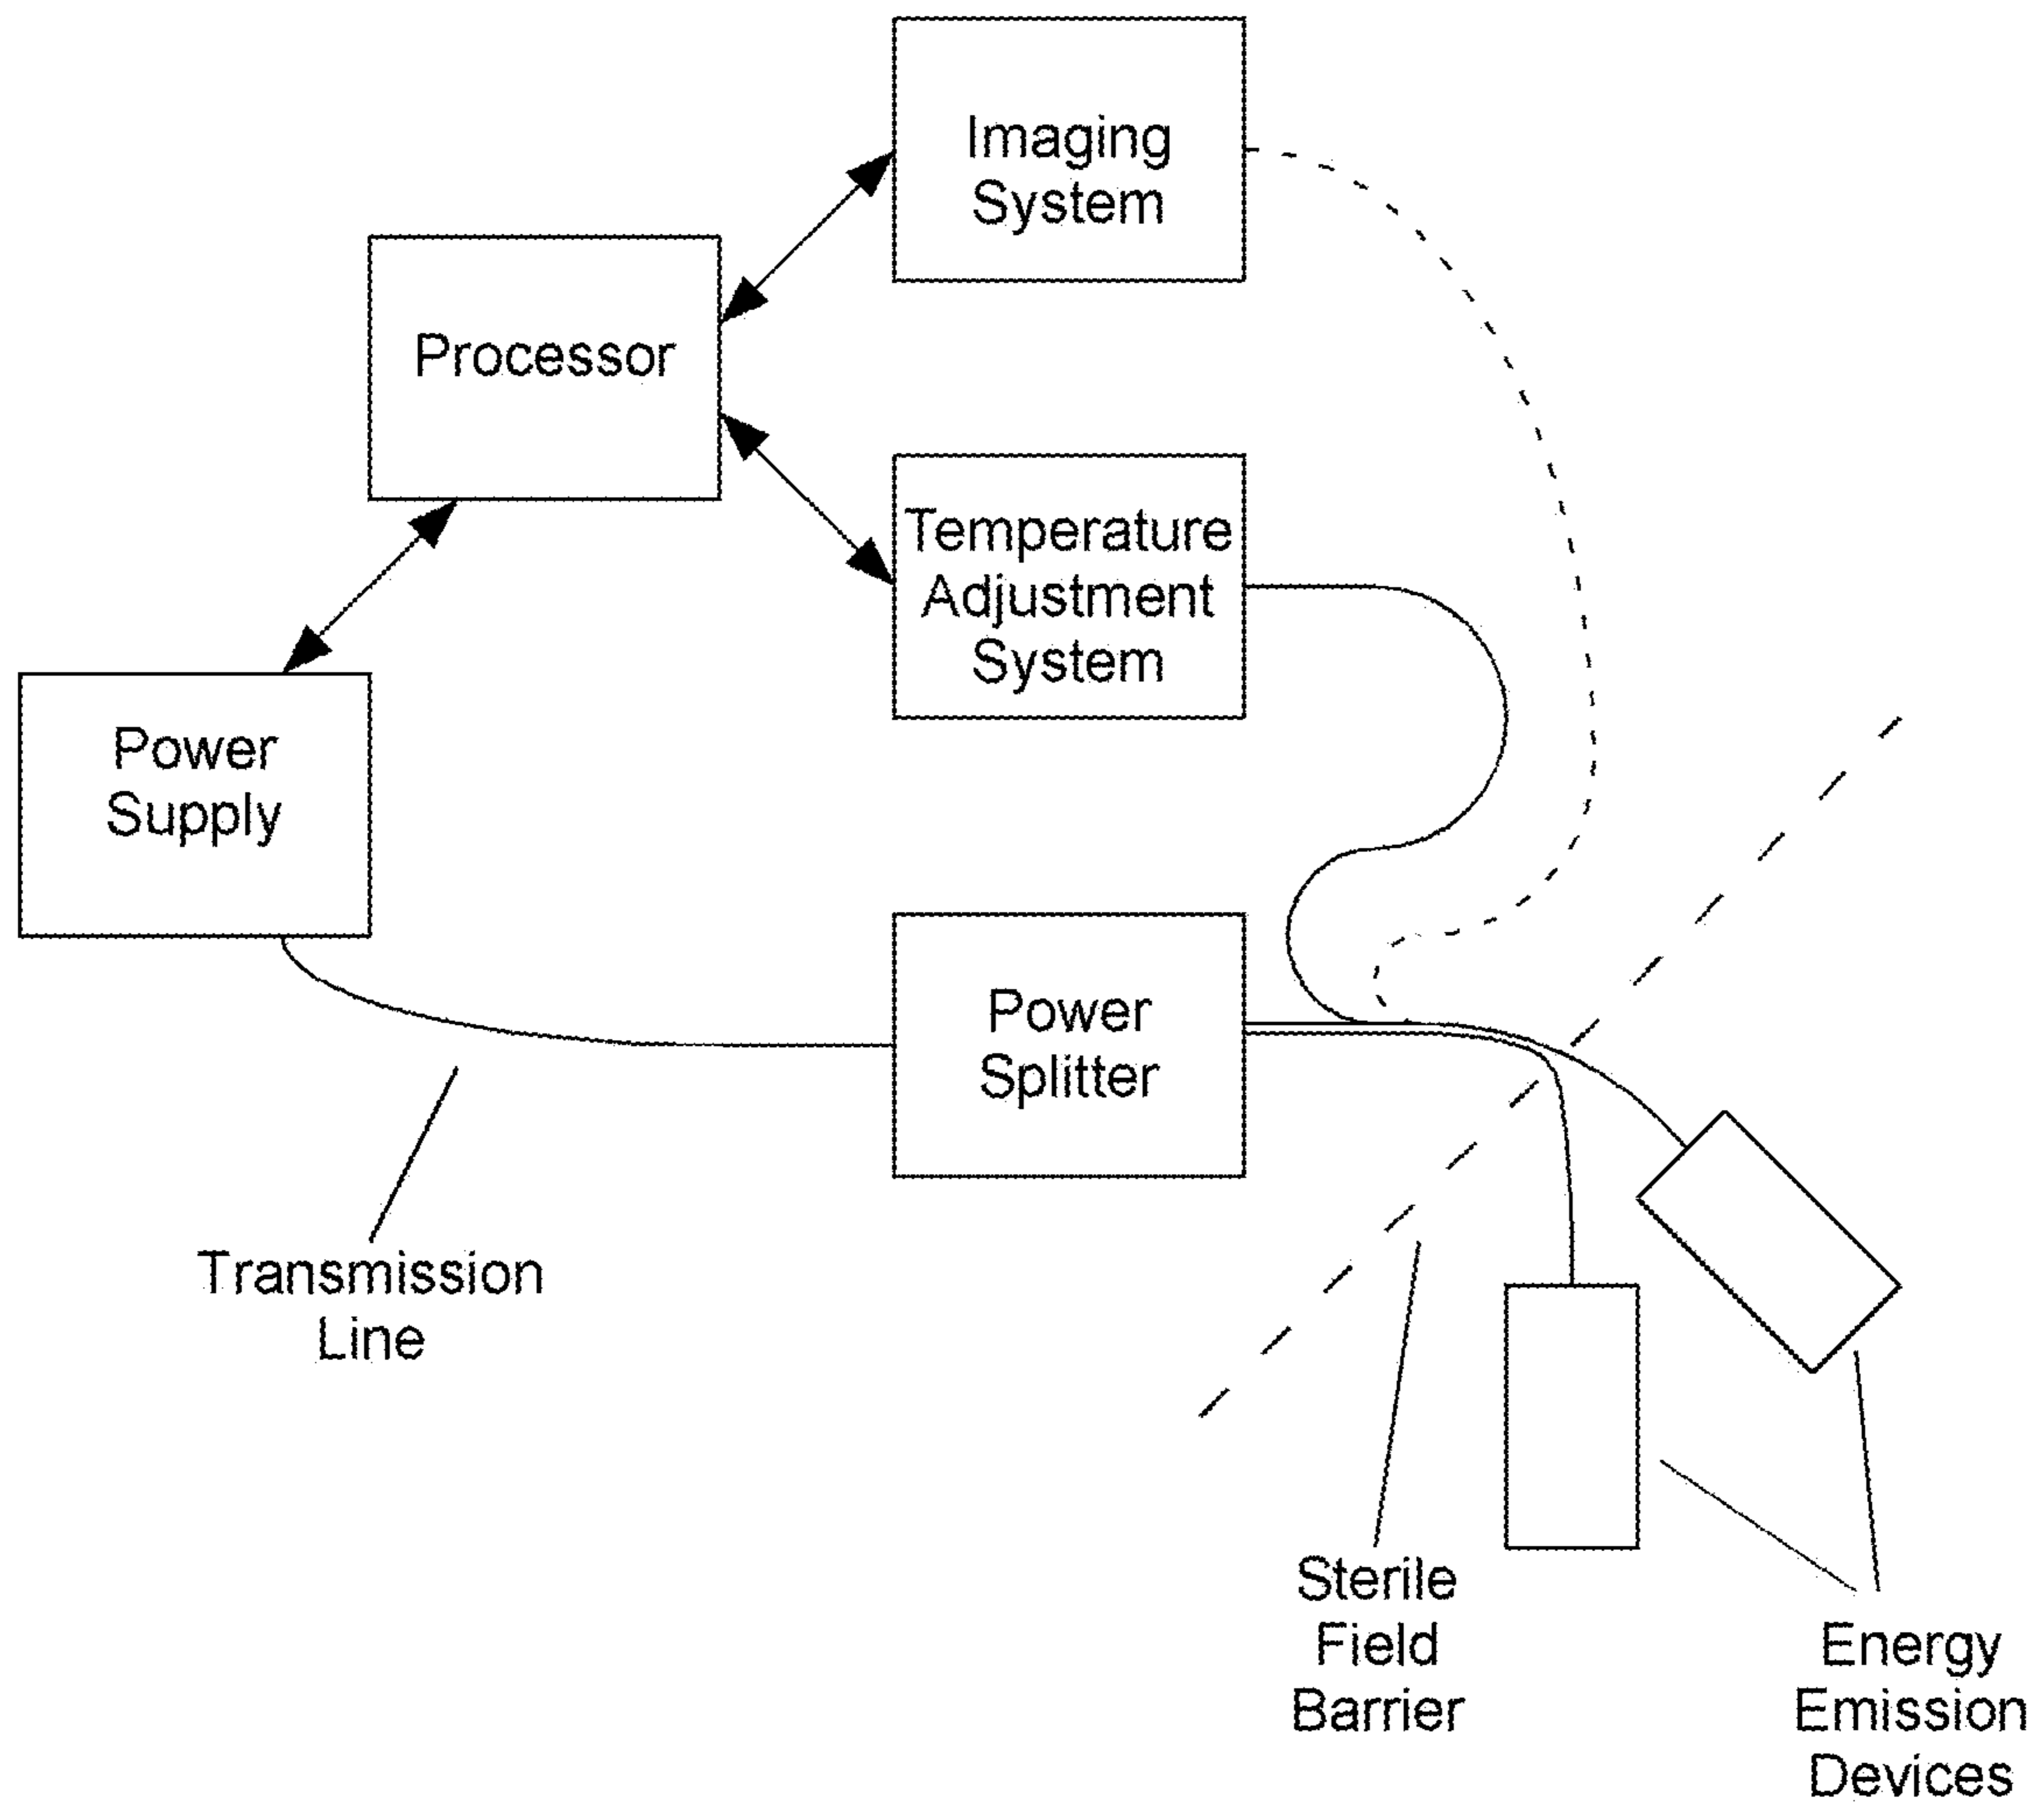 Imaging
System
Processor
Temperature
Adjustment
System
Power
Supply
Power
Splitter
Transmission
Line
Sterile
Field
Barrier
Energy
Emission
Devices